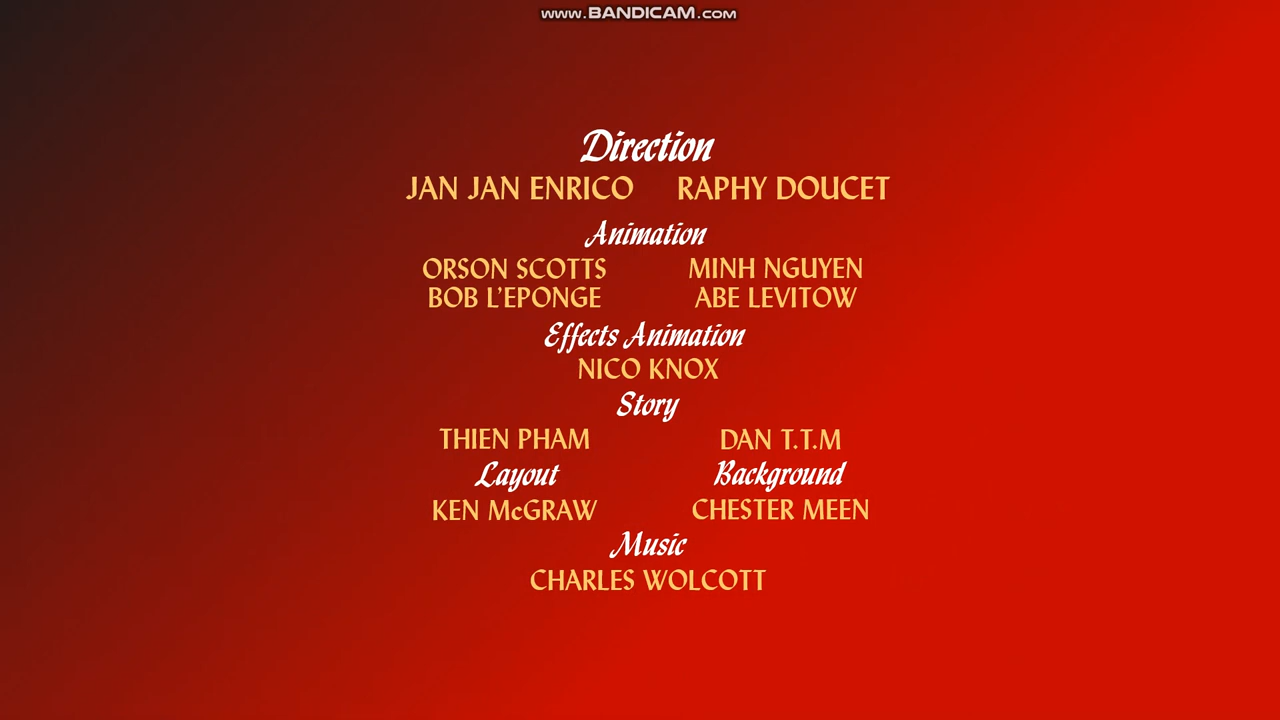 www.BANDICAM.com
Direction
JAN JAN ENRICO RAPHY DOUCET
Animation
ORSON SCOTTS MINH NGUYEN
BOB L'EPONGE ABE LEVITOW
Effects Animation
NICO KNOX
Story
THIEN PHAM DAN T.T.M
Layout Background
KEN McGRAW CHESTER MEEN
Music
CHARLES WOLCOTT